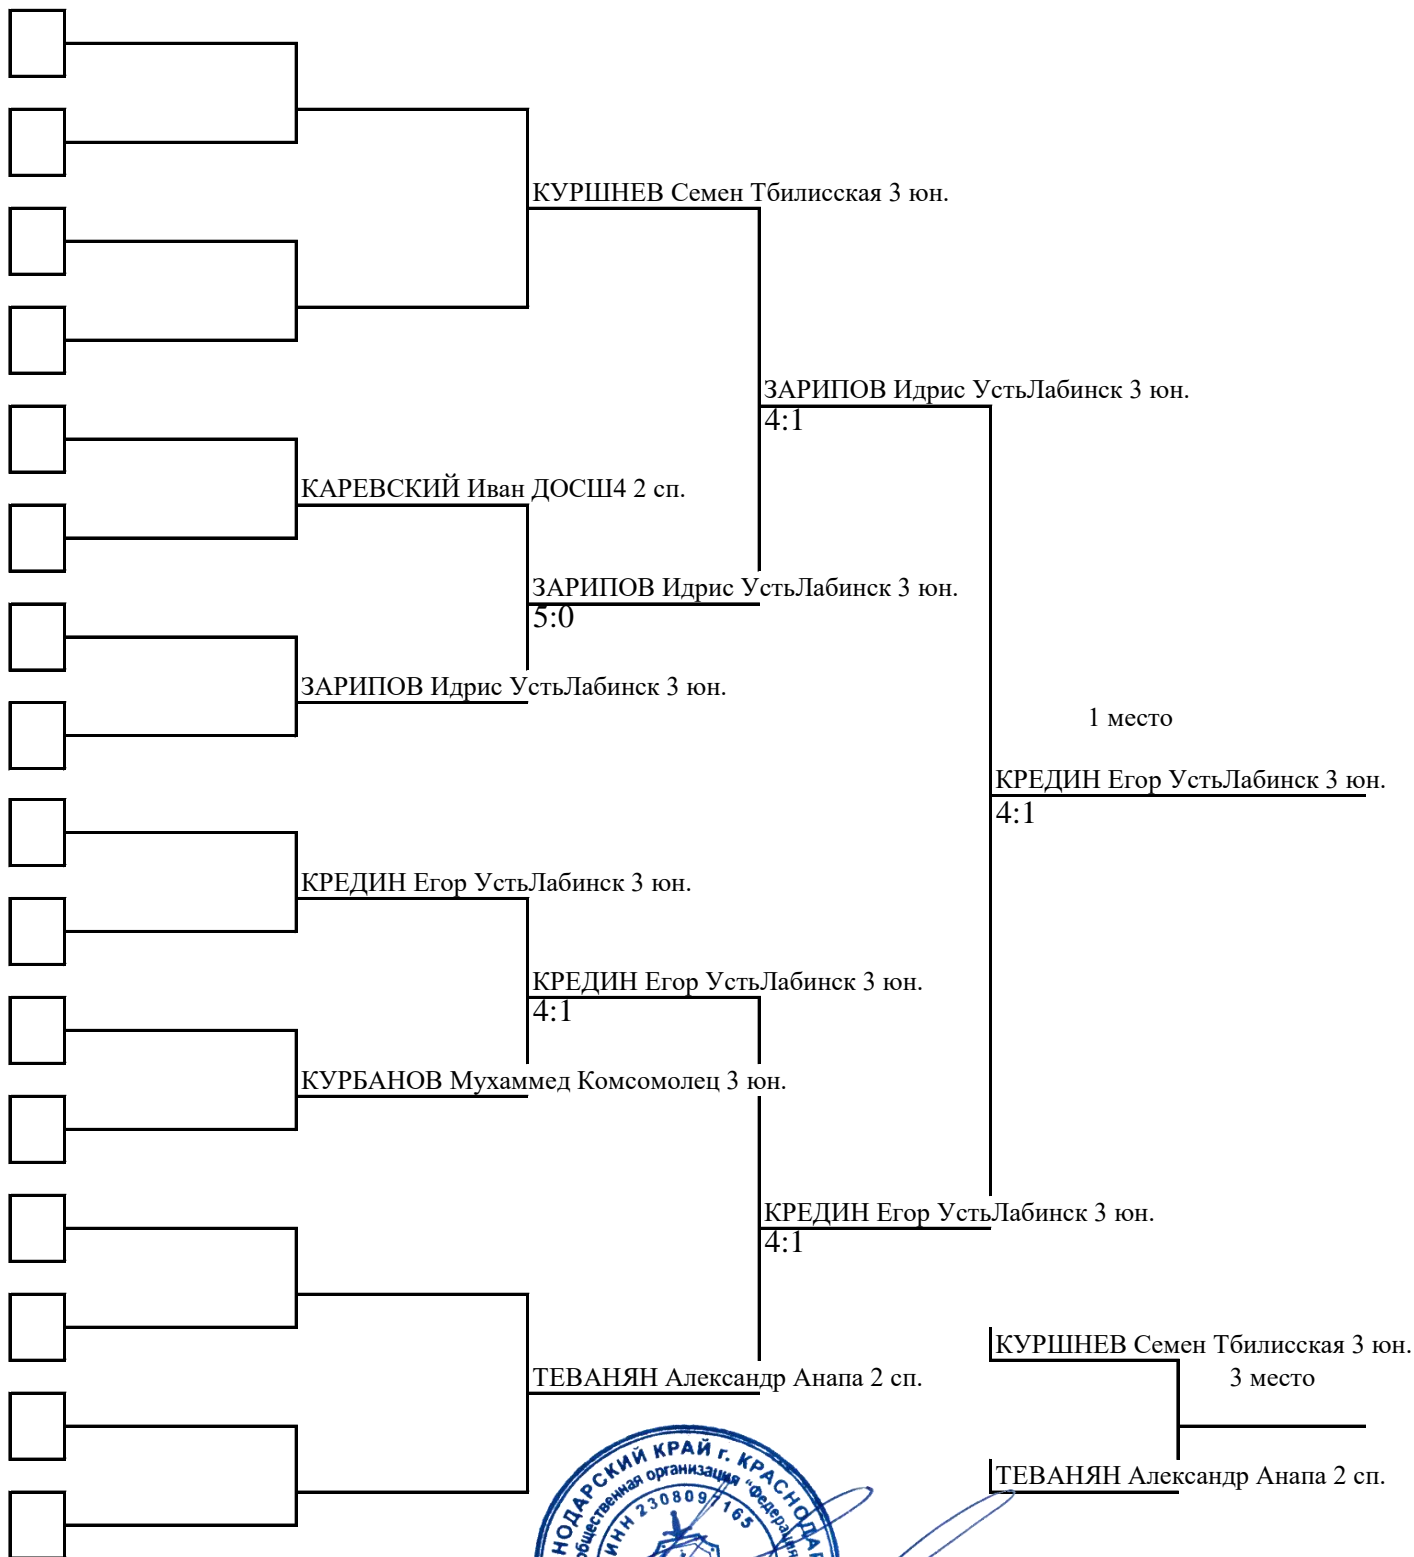 КУРШНЕВ Семен Тбилисская 3 юн.
ЗАРИПОВ Идрис УстьЛабинск 3 юн.
4:1
КАРЕВСКИЙ Иван ДОСШ4 2 сп.
ЗАРИПОВ Идрис УстьЛабинск 3 юн.
5:0
ЗАРИПОВ Идрис УстьЛабинск 3 юн.
1 место
КРЕДИН Егор УстьЛабинск 3 юн.
4:1
КРЕДИН Егор УстьЛабинск 3 юн.
КРЕДИН Егор УстьЛабинск 3 юн.
4:1
КУРБАНОВ Мухаммед Комсомолец 3 юн.
КРЕДИН Егор УстьЛабинск 3 юн.
4:1
КУРШНЕВ Семен Тбилисская 3 юн.
3 место
ТЕВАНЯН Александр Анапа 2 сп.
ТЕВАНЯН Александр Анапа 2 сп.
НОДАРСКИЙ КРАЙ г. КРАСНОДАР
общественная организация "Федерация
ИНН 2308097165